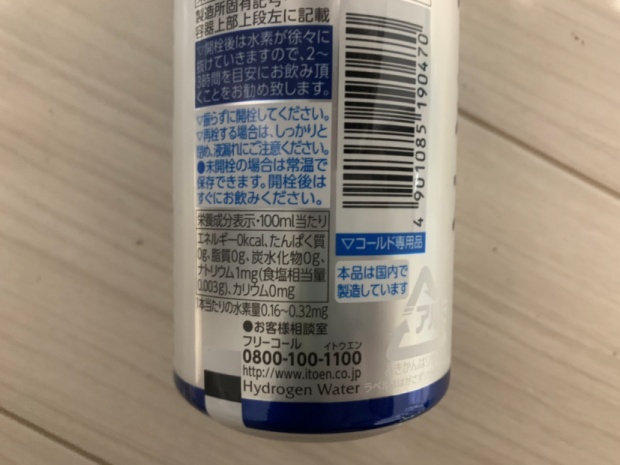 製造所固有記号
容器上部上段左に記載
▽開栓後は水素が徐々に
抜けていきますので、2〜
3時間を目安にお飲み頂
くことをお勧め致します。
▽振らずに開栓してください。
▽再栓する場合は、しっかりと
閉め、液漏れにご注意ください。
●未開栓の場合は常温で
保存できます。開栓後は
すぐにお飲みください。
栄養成分表示・100ml当たり
エネルギー0kcal、たんぱく質
0g、脂質0g、炭水化物0g、
ナトリウム1mg(食塩相当量
0.003g)、カリウム0mg
1本当たりの水素量0.16〜0.32mg
●お客様相談室
フリーコール イトウエン
0800-100-1100
http://www.itoen.co.jp
Hydrogen Water
4 901085 190470
▽コールド専用品
本品は国内で
製造しています
アル